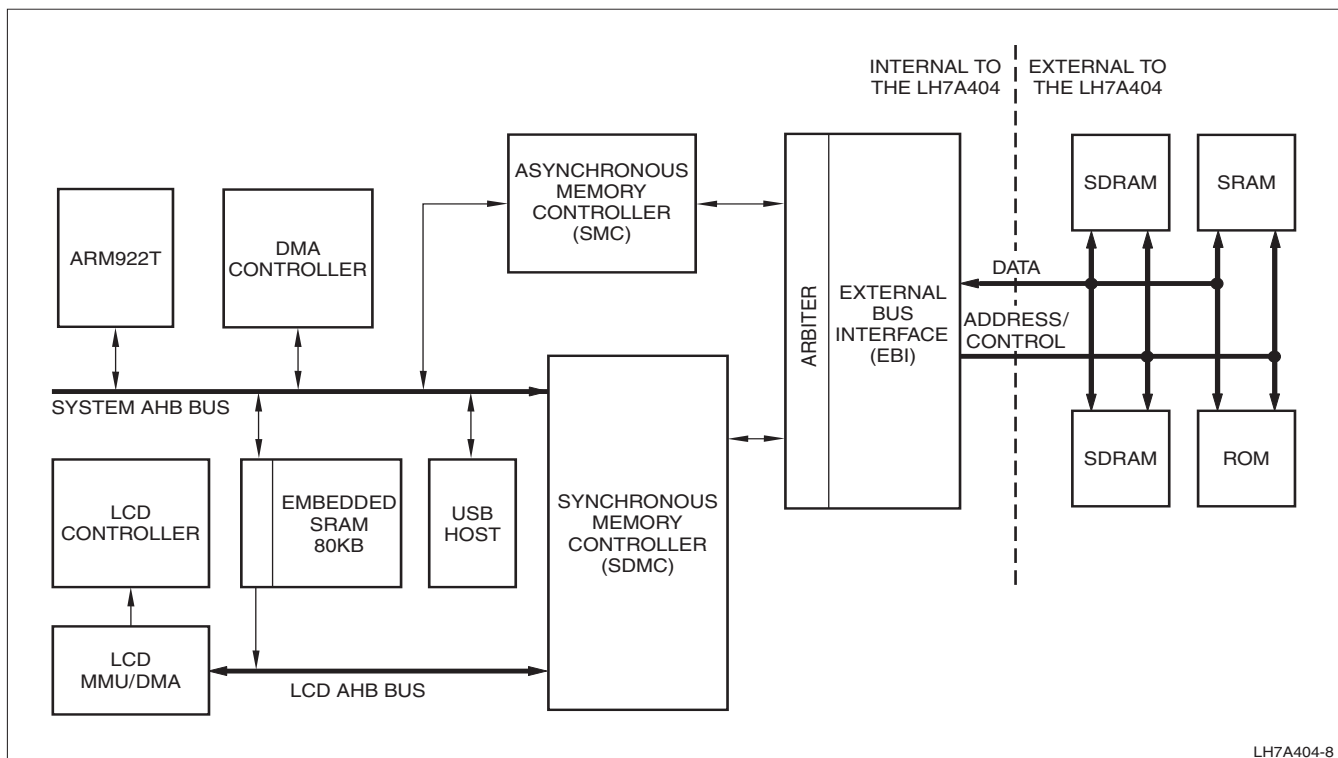 INTERNAL TO
THE LH7A404
EXTERNAL TO
THE LH7A404
ASYNCHRONOUS
MEMORY
CONTROLLER
(SMC)
SDRAM
SRAM
ARM922T
DMA
CONTROLLER
DATA
ARBITER
EXTERNAL
BUS
INTERFACE
(EBI)
ADDRESS/
CONTROL
SYSTEM AHB BUS
SDRAM
ROM
LCD
CONTROLLER
EMBEDDED
SRAM
80KB
USB
HOST
SYNCHRONOUS
MEMORY
CONTROLLER
(SDMC)
LCD
MMU/DMA
LCD AHB BUS
LH7A404-8